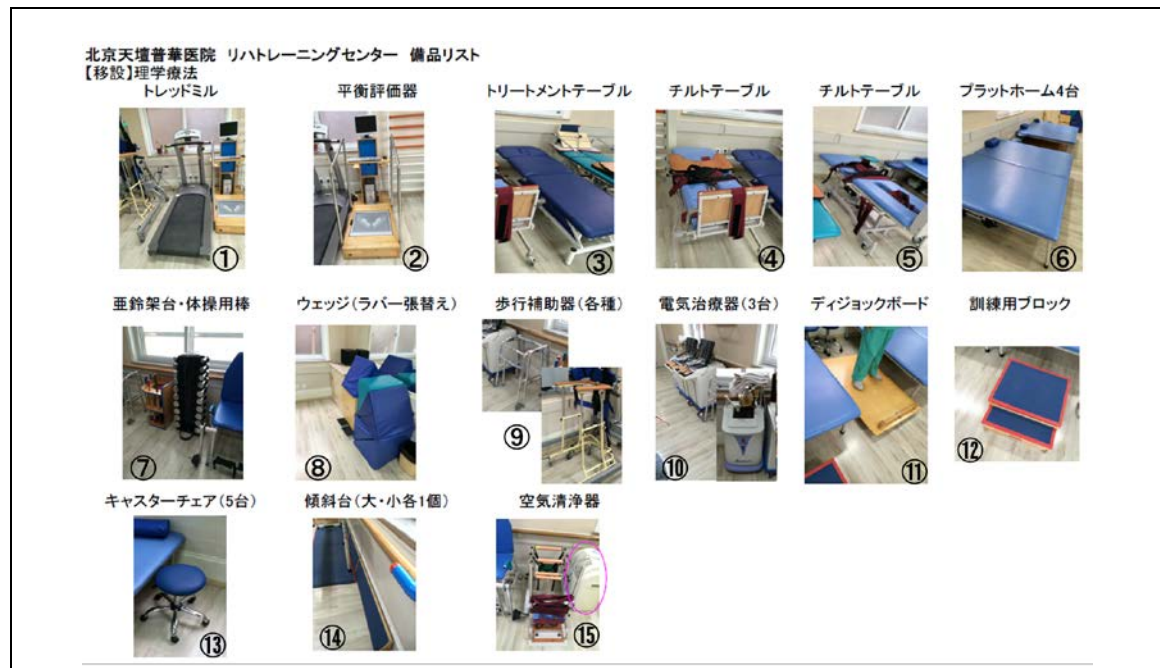 北京天壇普華医院 リハトレーニングセンター 備品リスト
【移設】理学療法
トレッドミル 平衡評価器 トリートメントテーブル チルトテーブル チルトテーブル プラットホーム4台
① ② ③ ④ ⑤ ⑥
亜鈴架台・体操用棒 ウェッジ(ラバー張替え) 歩行補助器(各種) 電気治療器(3台) ディジョックボード 訓練用ブロック
⑦ ⑧ ⑨ ⑩ ⑪ ⑫
キャスターチェア(5台) 傾斜台(大・小各1個) 空気清浄器
⑬ ⑭ ⑮